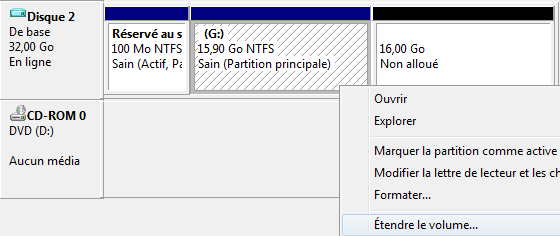 Disque 2
De base
32,00 Go
En ligne
Réservé au s
100 Mo NTFS
Sain (Actif, Pa
(G:)
15,90 Go NTFS
Sain (Partition principale)
16,00 Go
Non alloué
CD-ROM 0
DVD (D:)
Aucun média
Ouvrir
Explorer
Marquer la partition comme active
Modifier la lettre de lecteur et les ch
Formater...
Étendre le volume...